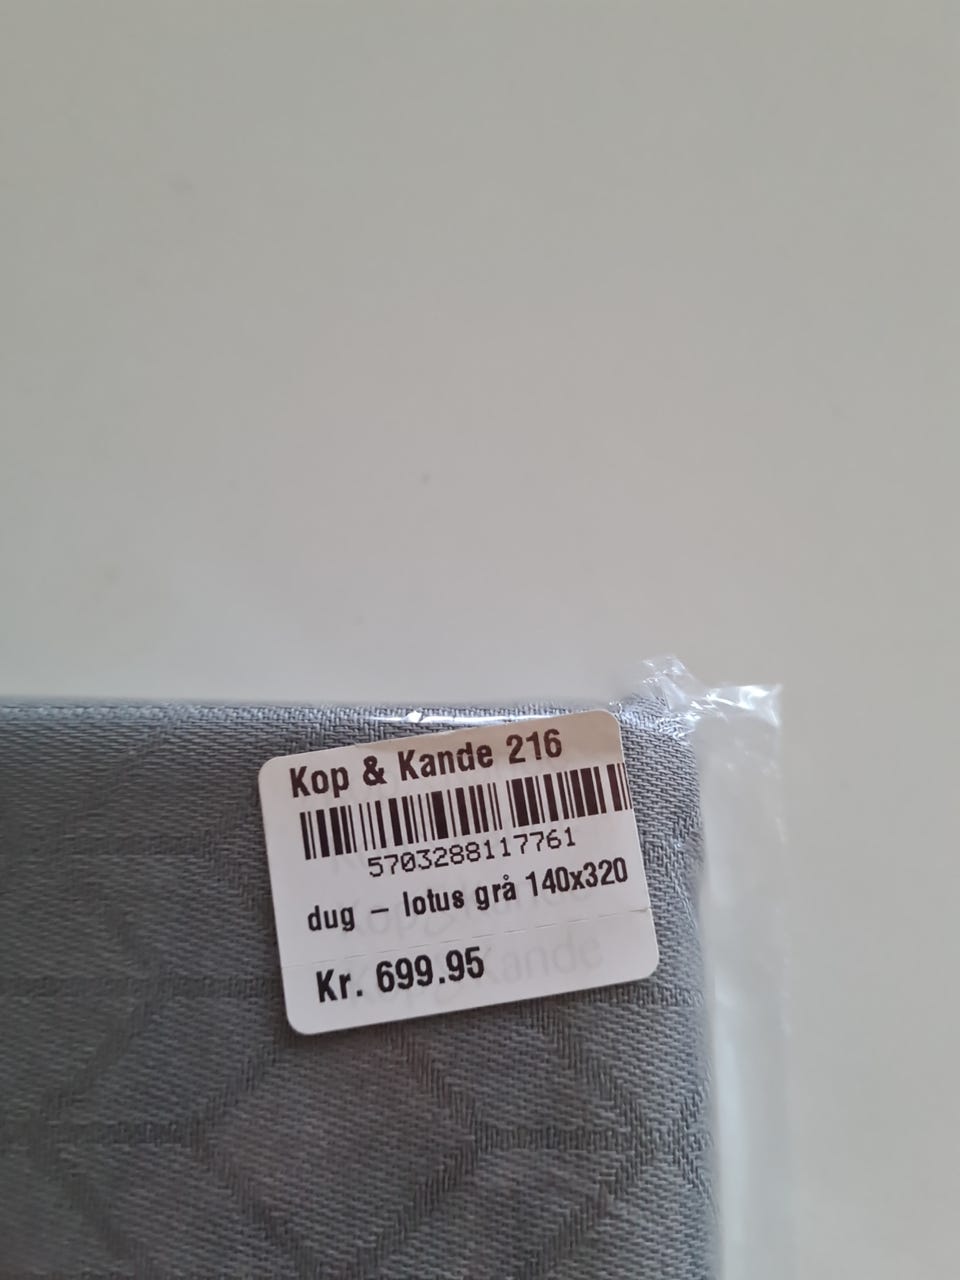 Kop & Kande 216
5703288117761
dug – lotus grå 140x320
Kr. 699.95